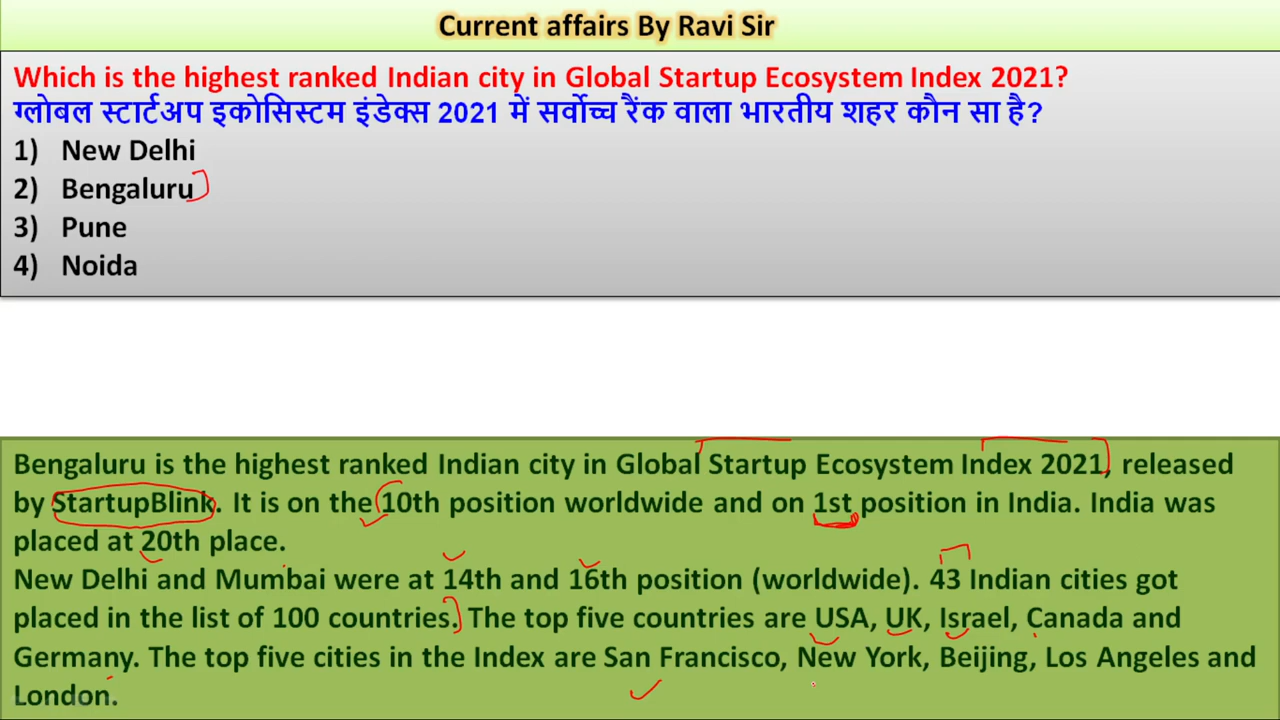 Current affairs By Ravi Sir
Which is the highest ranked Indian city in Global Startup Ecosystem Index 2021?
ग्लोबल स्टार्टअप इकोसिस्टम इंडेक्स 2021 में सर्वोच्च रैंक वाला भारतीय शहर कौन सा है?
1) New Delhi
2) Bengaluru
3) Pune
4) Noida
Bengaluru is the highest ranked Indian city in Global Startup Ecosystem Index 2021, released
by StartupBlink. It is on the 10th position worldwide and on 1st position in India. India was
placed at 20th place.
New Delhi and Mumbai were at 14th and 16th position (worldwide). 43 Indian cities got
placed in the list of 100 countries. The top five countries are USA, UK, Israel, Canada and
Germany. The top five cities in the Index are San Francisco, New York, Beijing, Los Angeles and
London.